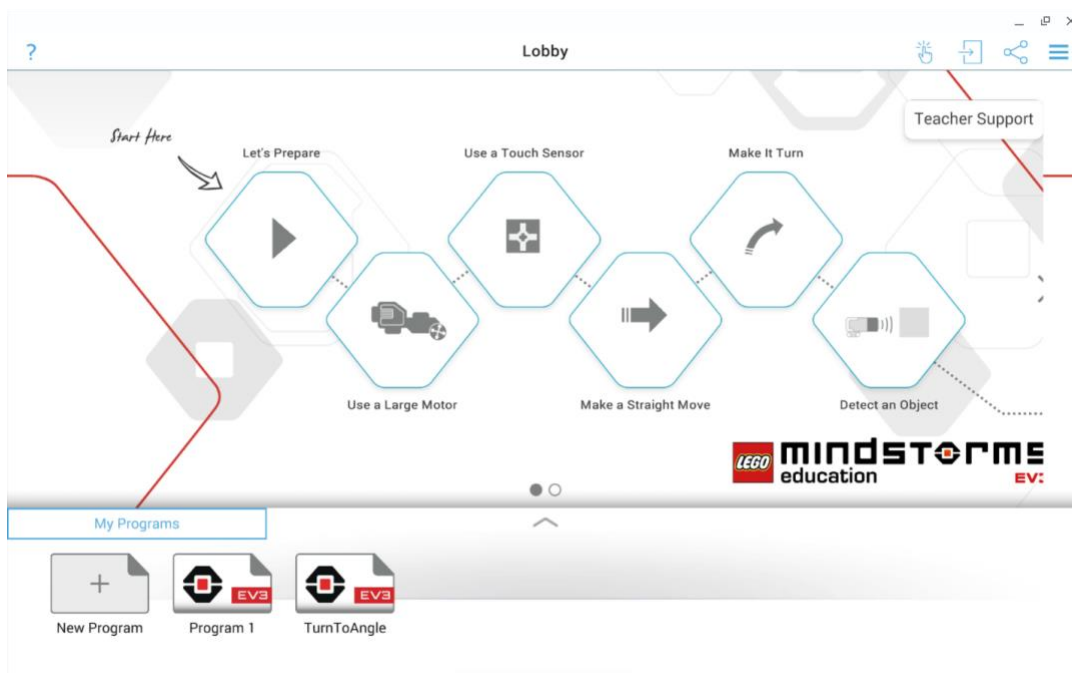 ?
Lobby
Teacher Support
Start Here
Let's Prepare
Use a Touch Sensor
Make It Turn
Use a Large Motor
Make a Straight Move
Detect an Object
LEGO mindstorms
education
EV3
My Programs
EV3
EV3
New Program
Program 1
TurnToAngle